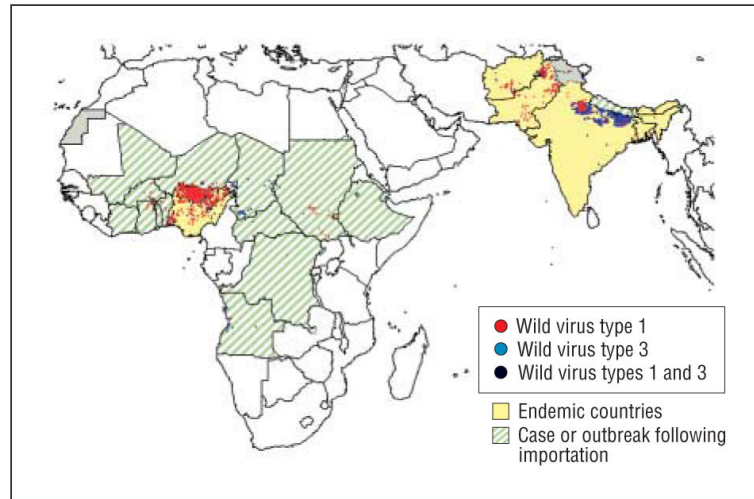 Wild virus type 1
Wild virus type 3
Wild virus types 1 and 3
Endemic countries
Case or outbreak following
importation